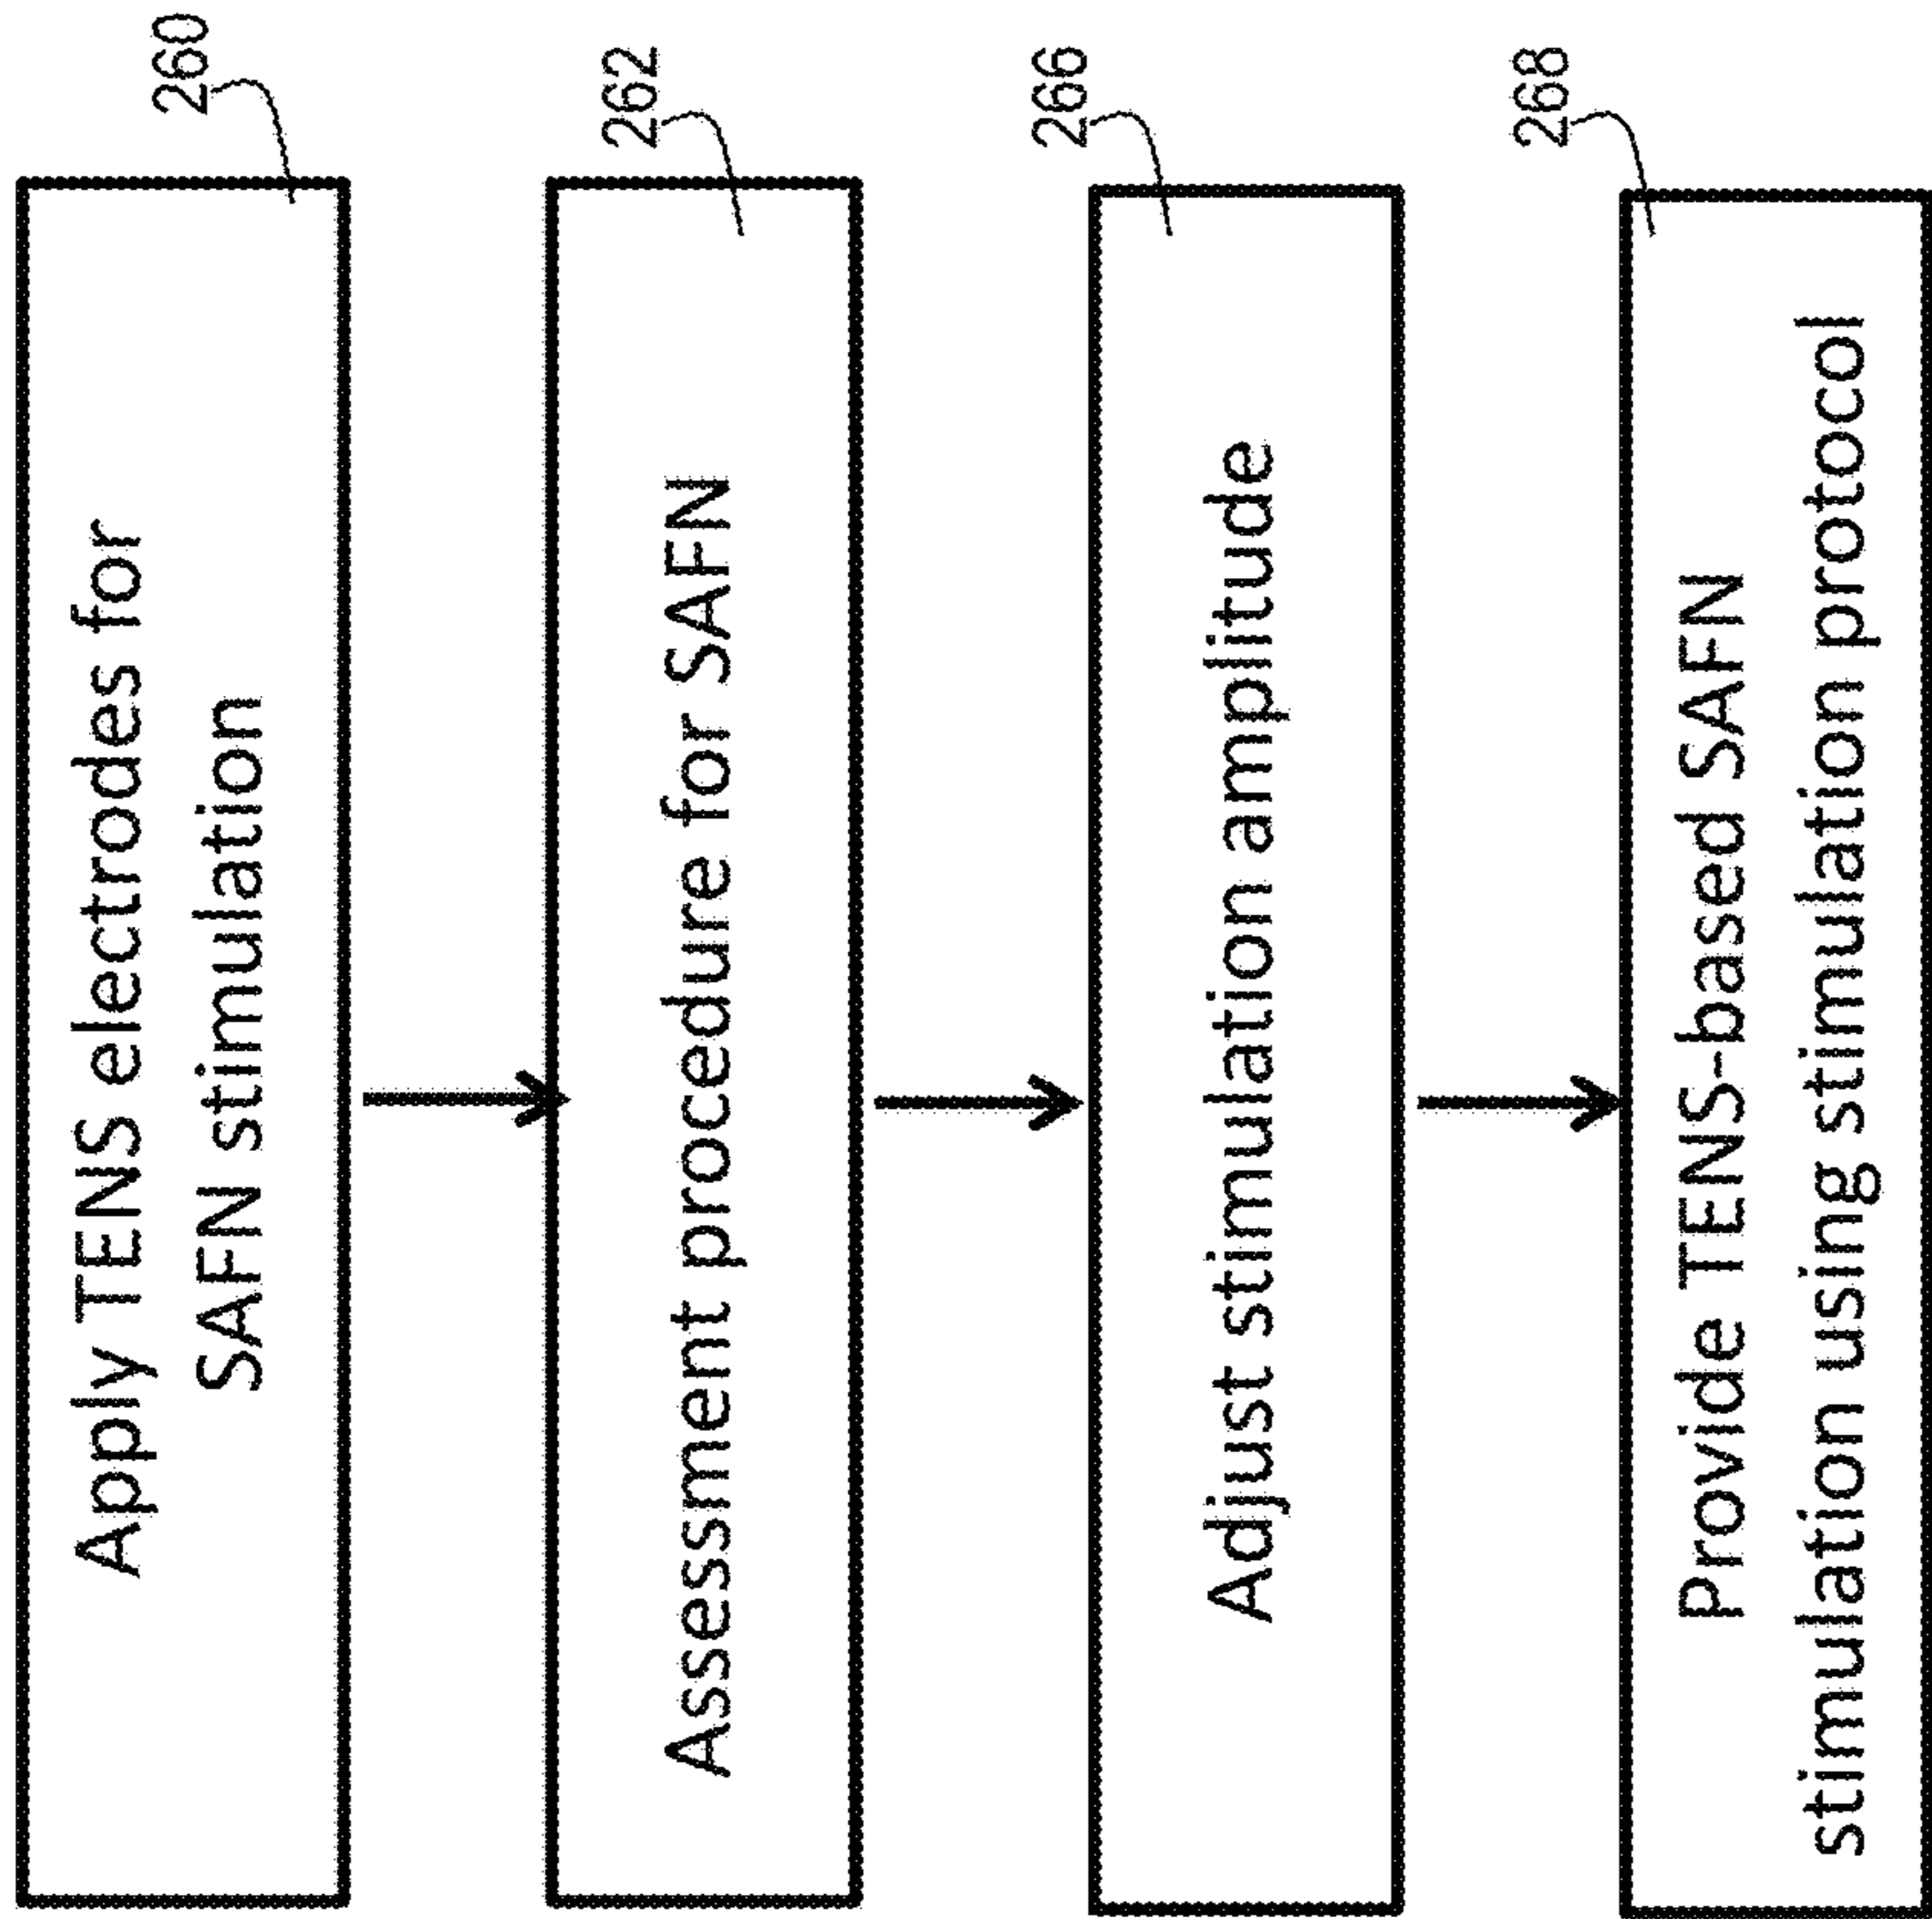 260
Apply TENS electrodes for
SAFN stimulation
262
Assessment procedure for SAFN
266
Adjust stimulation amplitude
268
Provide TENS-based SAFN
stimulation using stimulation protocol